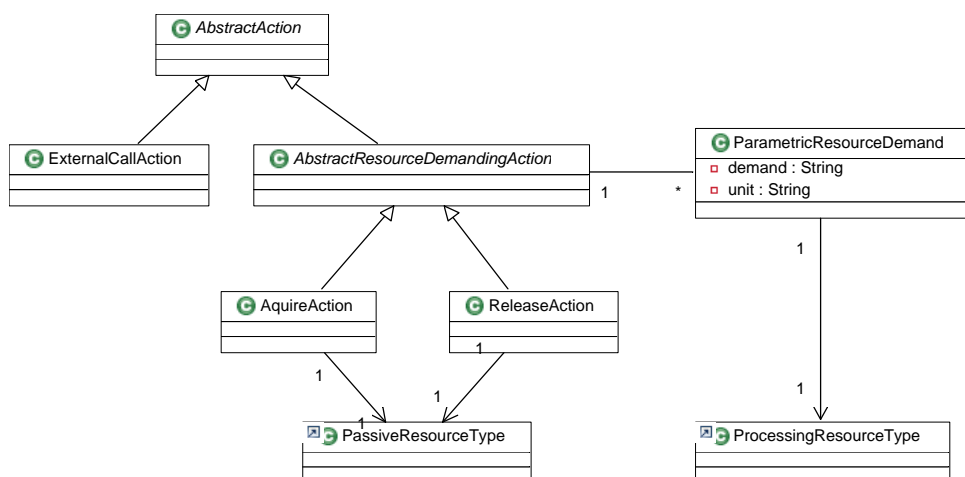 C AbstractAction
C ExternalCallAction
C AbstractResourceDemandingAction
C ParametricResourceDemand
demand : String
unit : String
1
*
1
C AquireAction
C ReleaseAction
1
1
1
1
1
C PassiveResourceType
C ProcessingResourceType